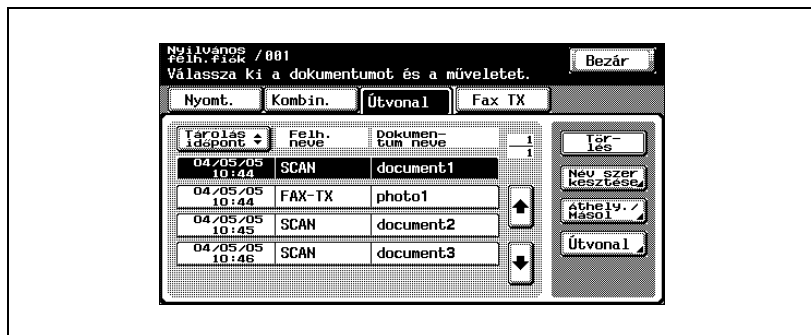 Nyilvános
felh.fiók /001
Válassza ki a dokumentumot és a műveletet.
Bezár
Nyomt. Kombin. Útvonal Fax TX
Tárolás időpont Felh. neve Dokumen-tum neve 1
1
04/05/05 10:44 SCAN document1
04/05/05 10:44 FAX-TX photo1
04/05/05 10:45 SCAN document2
04/05/05 10:46 SCAN document3
Tör-
lés
Név szer
kesztése
Áthely./
Másol
Útvonal